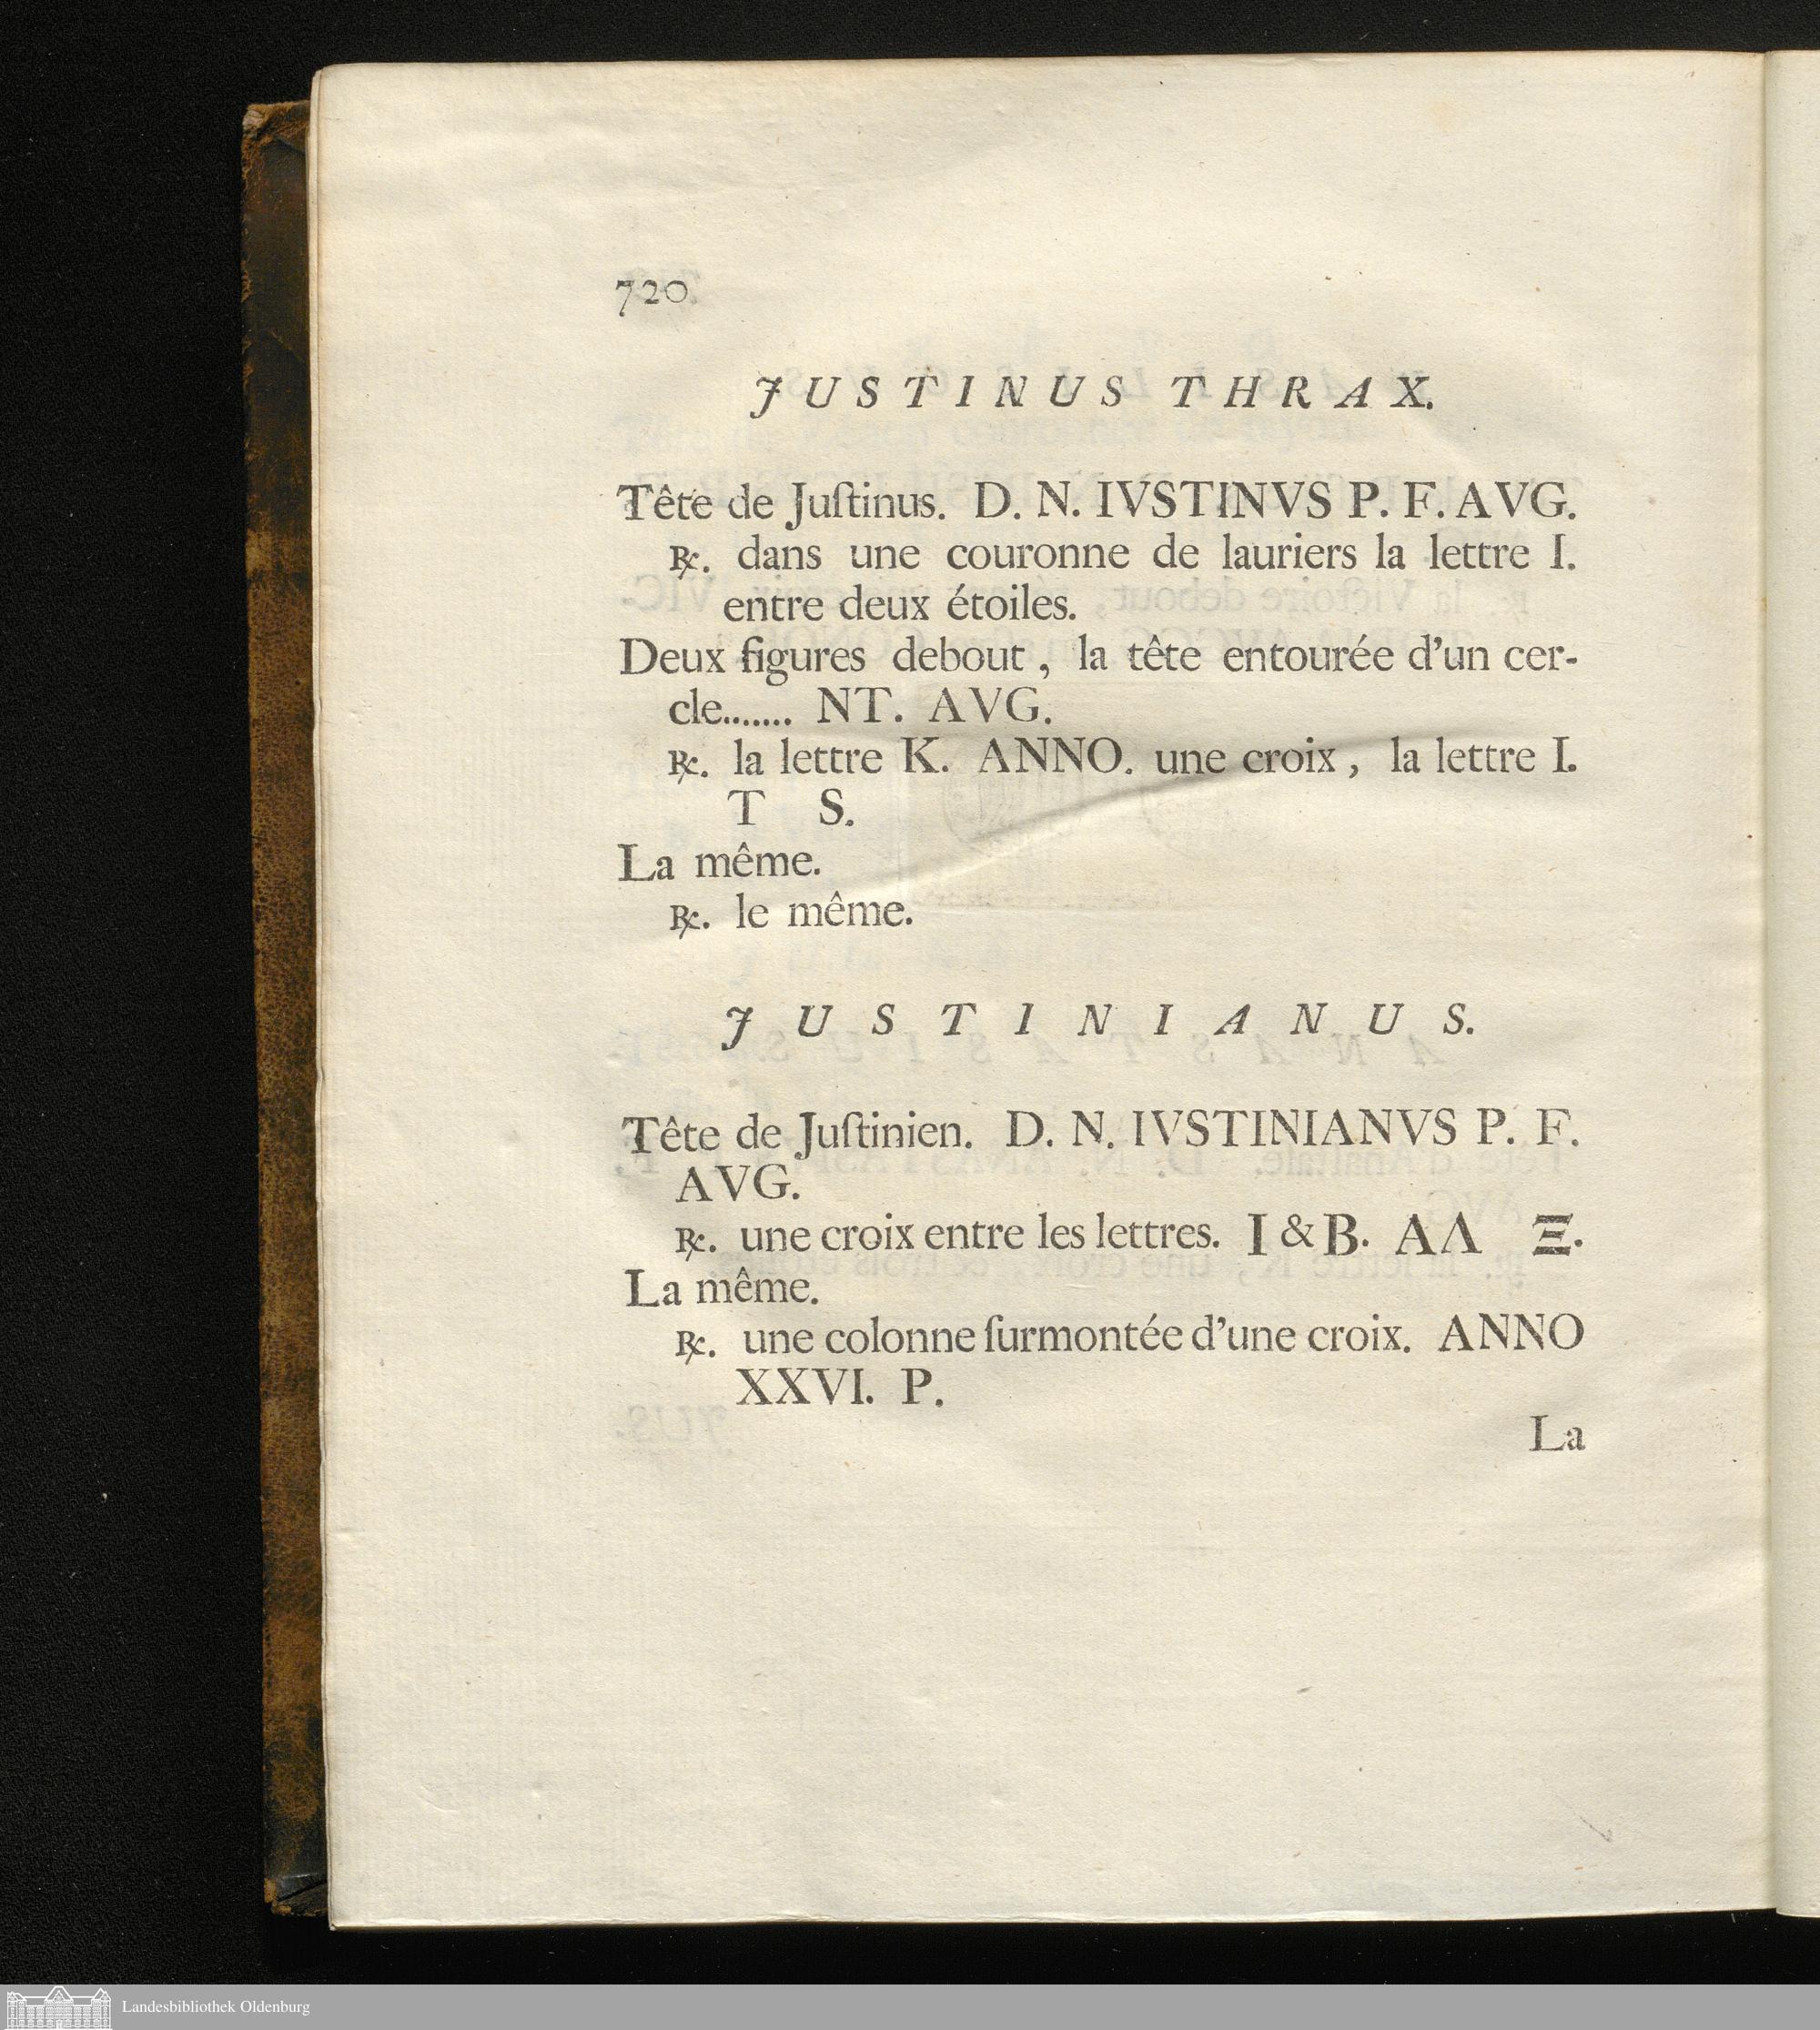 720
JUSTINUS THRAX.
Tête de Juſtinus. D. N. IVSTINVS P. F. AVG.
℞. dans une couronne de lauriers la lettre I.
entre deux étoiles.
Deux figures debout, la tête entourée d'un cer-
cle....... NT. AVG.
℞. la lettre K. ANNO. une croix, la lettre I.
T S.
La même.
℞. le même.
JUSTINIANUS.
Tête de Juſtinien. D. N. IVSTINIANVS P. F.
AVG.
℞. une croix entre les lettres. I & B. ΑΛ Ξ.
La même.
℞. une colonne ſurmontée d'une croix. ANNO
XXVI. P.
La
Landesbibliothek Oldenburg